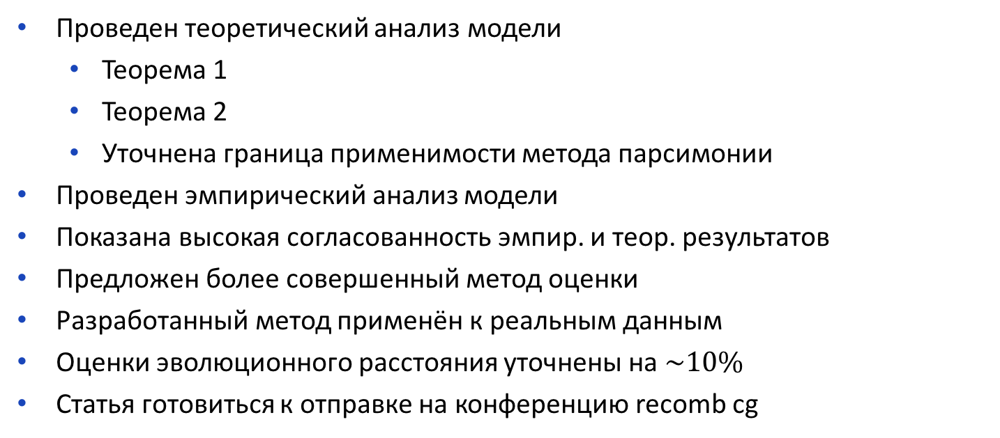 • Проведен теоретический анализ модели
• Теорема 1
• Теорема 2
• Уточнена граница применимости метода парсимонии
• Проведен эмпирический анализ модели
• Показана высокая согласованность эмпир. и теор. результатов
• Предложен более совершенный метод оценки
• Разработанный метод применён к реальным данным
• Оценки эволюционного расстояния уточнены на ~10%
• Статья готовиться к отправке на конференцию recomb cg